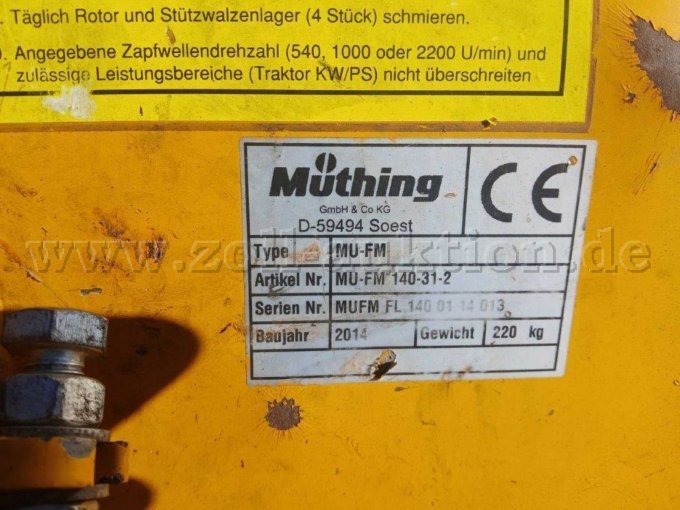 . Täglich Rotor und Stützwalzenlager (4 Stück) schmieren.
. Angegebene Zapfwellendrehzahl (540, 1000 oder 2200 U/min) und
zulässige Leistungsbereiche (Traktor KW/PS) nicht überschreiten
Müthing CE
GmbH & Co KG
D-59494 Soest
Type MU-FM
www.zoll-auktion.de
Artikel Nr. MU-FM 140-31-2
Serien Nr. MUFM FL 140 01 14 013
Baujahr 2014 Gewicht 220 kg